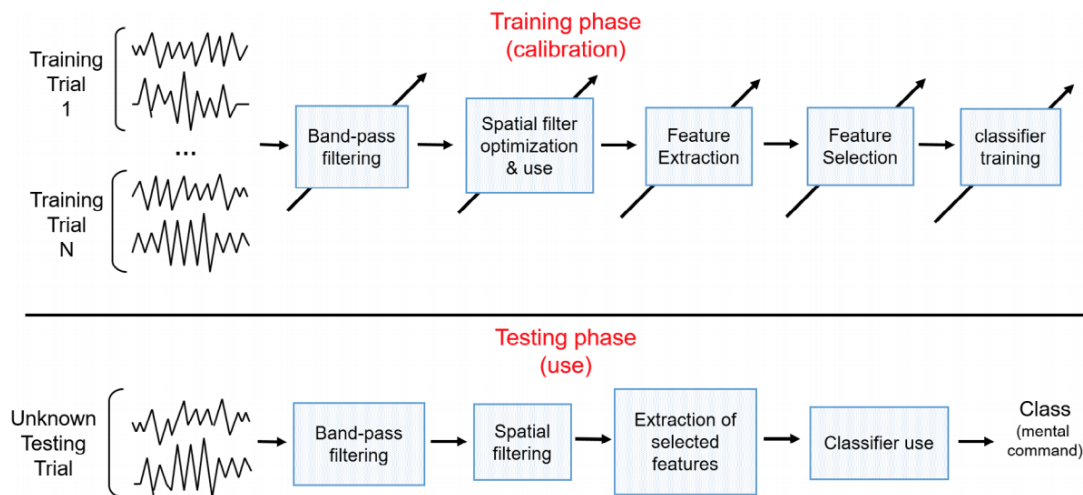 Training phase
(calibration)
Training
Trial
1
...
Training
Trial
N
Band-pass
filtering
Spatial filter
optimization
& use
Feature
Extraction
Feature
Selection
classifier
training
Testing phase
(use)
Unknown
Testing
Trial
Band-pass
filtering
Spatial
filtering
Extraction of
selected
features
Classifier use
Class
(mental
command)